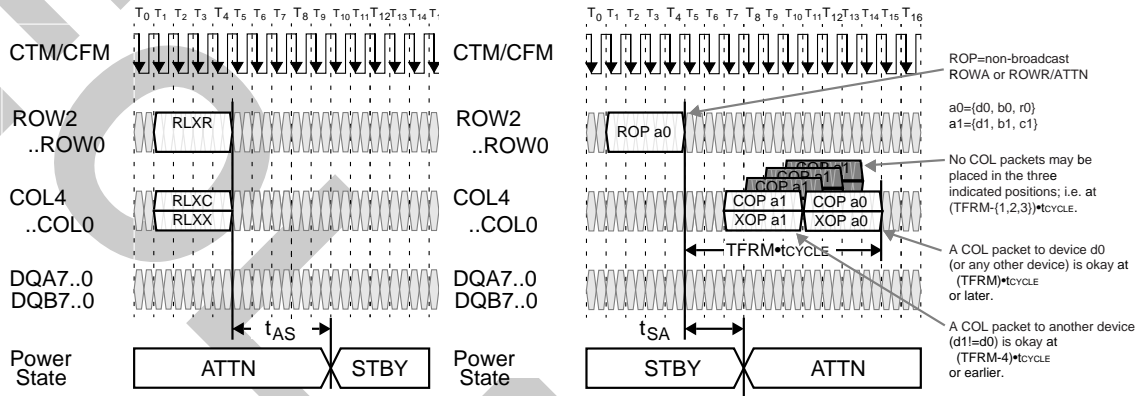 T0 T1 T2 T3 T4 T5 T6 T7 T8 T9 T10 T11 T12 T13 T14
CTM/CFM
ROW2
..ROW0
RLXR
COL4
..COL0
RLXC
RLXX
DQA7..0
DQB7..0
tAS
Power
State
ATTN
STBY
T0 T1 T2 T3 T4 T5 T6 T7 T8 T9 T10 T11 T12 T13 T14 T15 T16
CTM/CFM
ROW2
..ROW0
ROP a0
COL4
..COL0
COP a1
COP a1
COP a1
COP a1
COP a0
XOP a1
XOP a0
TFRM•tCYCLE
DQA7..0
DQB7..0
tSA
Power
State
STBY
ATTN
ROP=non-broadcast
ROWA or ROWR/ATTN
a0={d0, b0, r0}
a1={d1, b1, c1}
No COL packets may be
placed in the three
indicated positions; i.e. at
(TFRM-{1,2,3})•tCYCLE.
A COL packet to device d0
(or any other device) is okay at
(TFRM)•tCYCLE
or later.
A COL packet to another device
(d1!=d0) is okay at
(TFRM-4)•tCYCLE
or earlier.